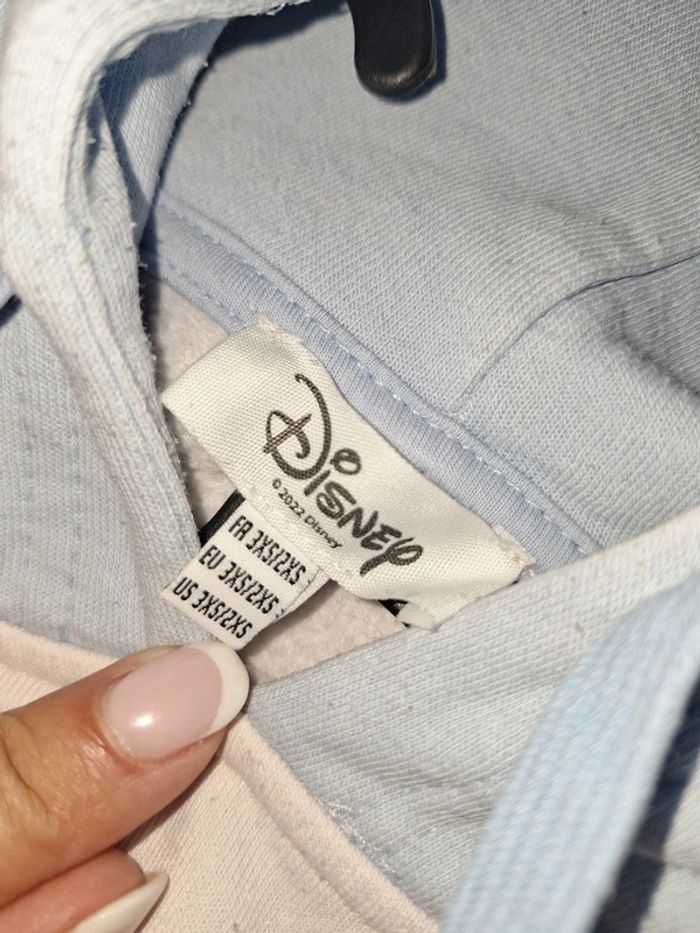 Disney
©2022 Disney
FR 3XS/2XS
EU 3XS/2XS
US 3XS/2XS